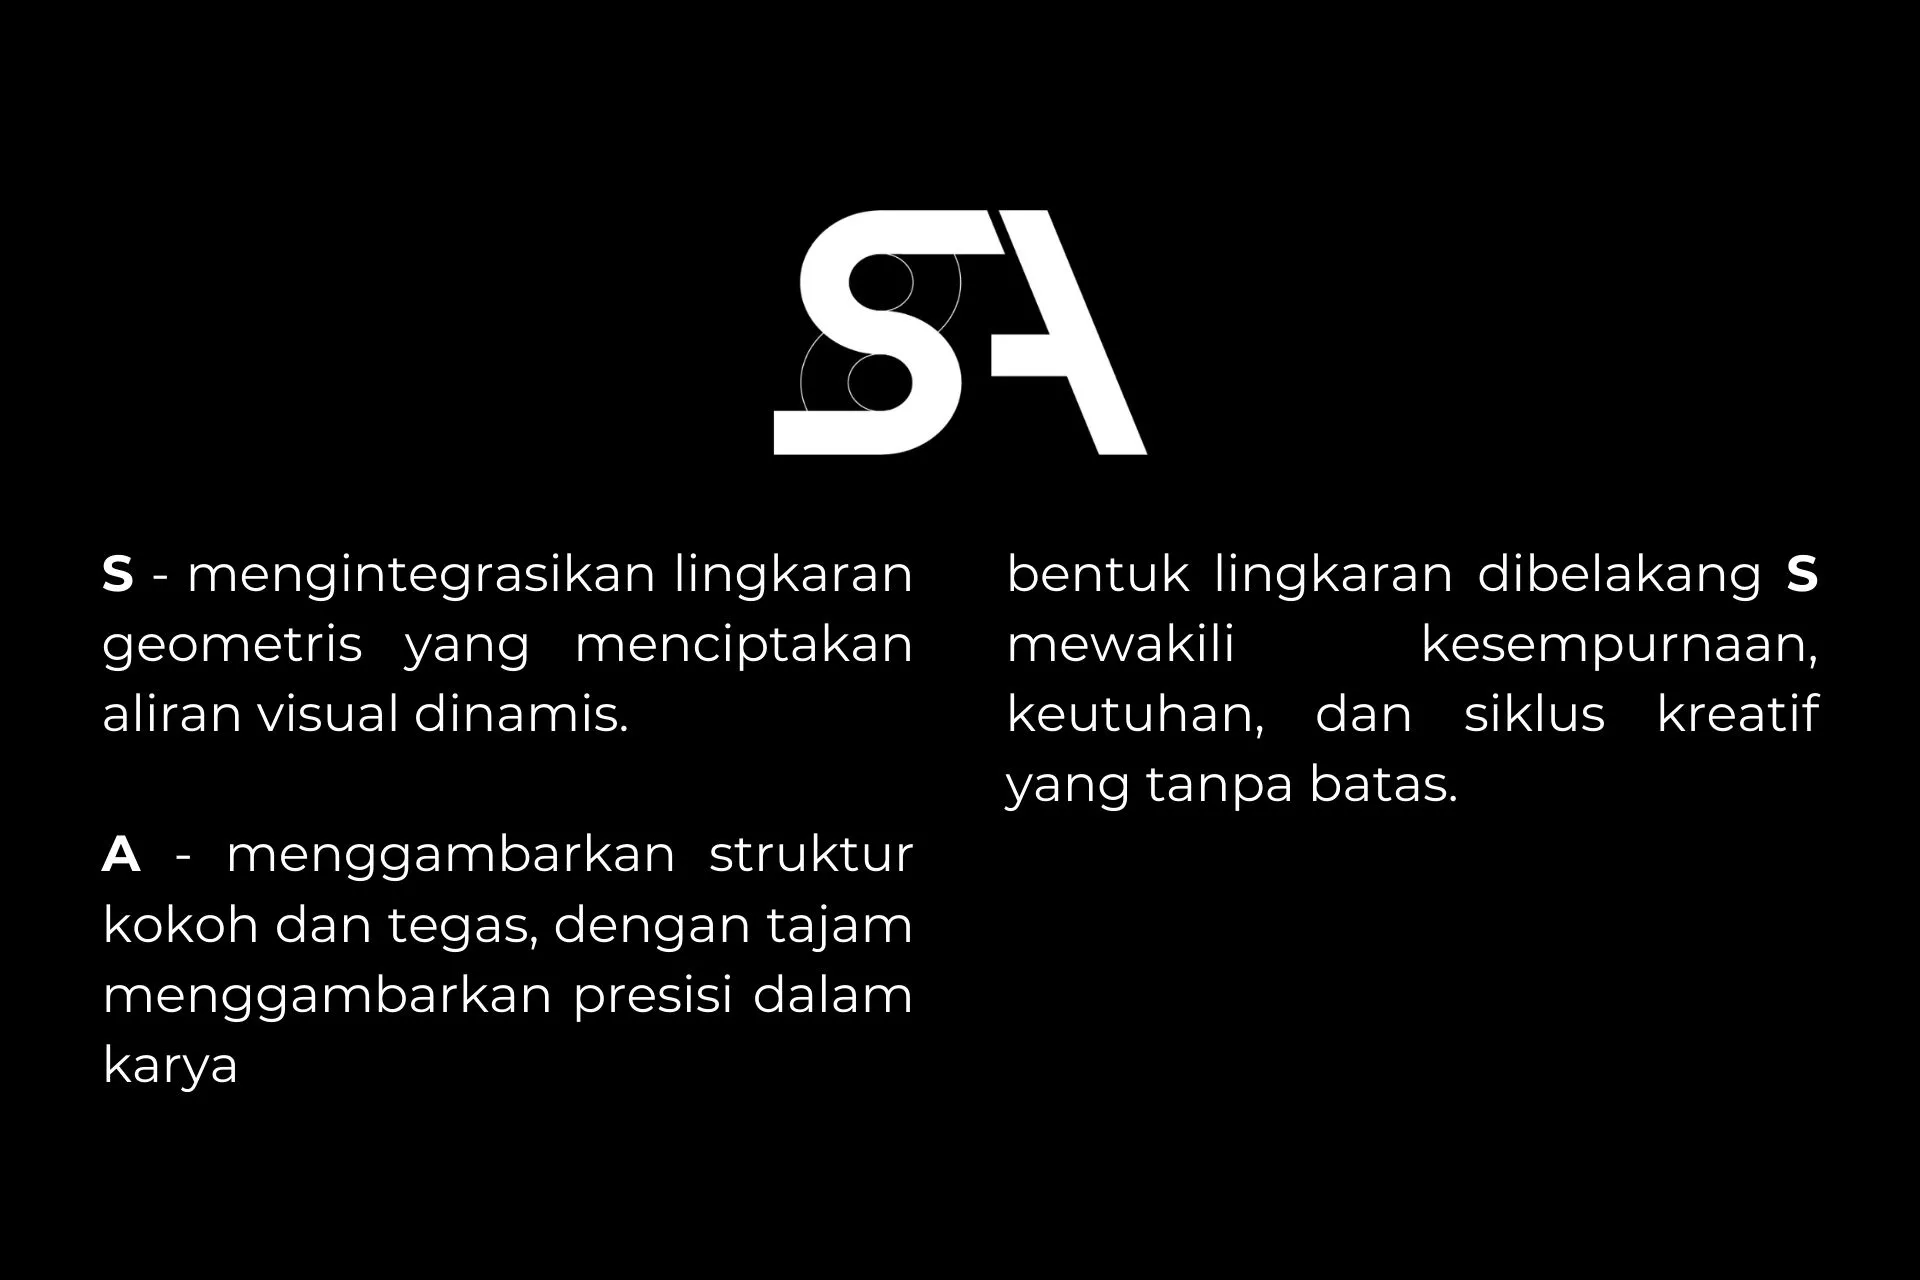 SA
S - mengintegrasikan lingkaran
geometris yang menciptakan
aliran visual dinamis.
A - menggambarkan struktur
kokoh dan tegas, dengan tajam
menggambarkan presisi dalam
karya
bentuk lingkaran dibelakang S
mewakili kesempurnaan,
keutuhan, dan siklus kreatif
yang tanpa batas.